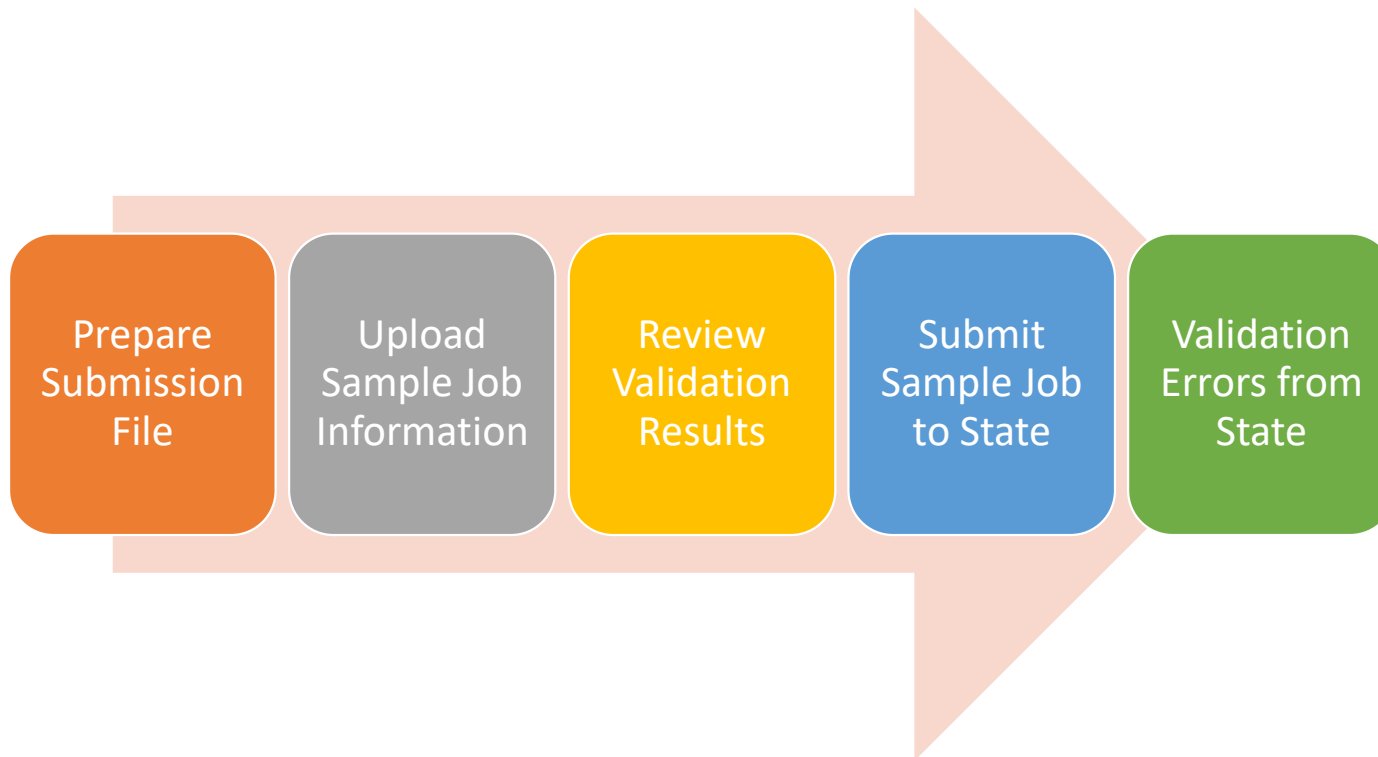 Prepare
Submission
File
Upload
Sample Job
Information
Review
Validation
Results
Submit
Sample Job
to State
Validation
Errors from
State